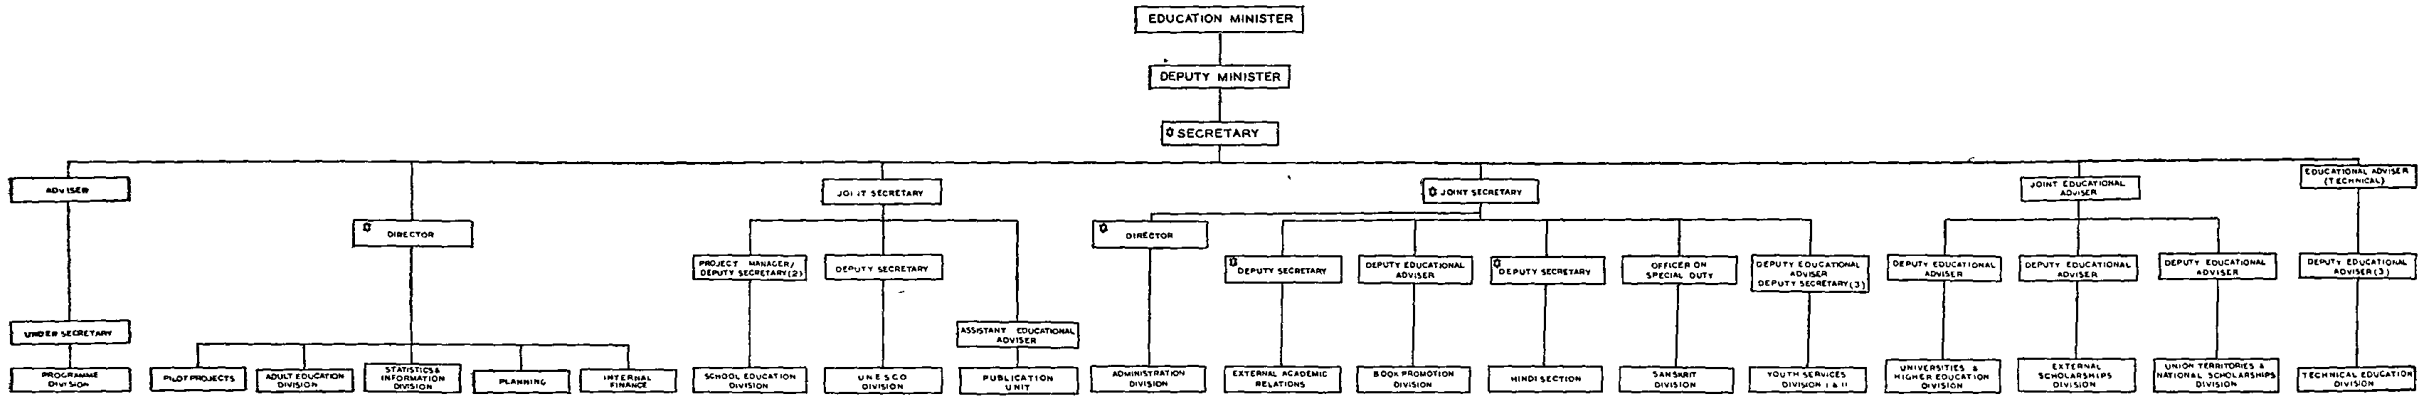 EDUCATION MINISTER
DEPUTY MINISTER
SECRETARY
ADVISER
JOINT SECRETARY
JOINT SECRETARY
JOINT EDUCATIONAL
ADVISER
EDUCATIONAL ADVISER
(TECHNICAL)
DIRECTOR
DIRECTOR
PROJECT MANAGER/
DEPUTY SECRETARY(2)
DEPUTY SECRETARY
DEPUTY SECRETARY
DEPUTY EDUCATIONAL
ADVISER
DEPUTY SECRETARY
OFFICER ON
SPECIAL DUTY
DEPUTY EDUCATIONAL
ADVISER
DEPUTY SECRETARY(3)
DEPUTY EDUCATIONAL
ADVISER
DEPUTY EDUCATIONAL
ADVISER
DEPUTY EDUCATIONAL
ADVISER
DEPUTY EDUCATIONAL
ADVISER(3)
UNDER SECRETARY
ASSISTANT EDUCATIONAL
ADVISER
PROGRAMME
DIVISION
PILOT PROJECTS
ADULT EDUCATION
DIVISION
STATISTICS &
INFORMATION
DIVISION
PLANNING
INTERNAL
FINANCE
SCHOOL EDUCATION
DIVISION
UNESCO
DIVISION
PUBLICATION
UNIT
ADMINISTRATION
DIVISION
EXTERNAL ACADEMIC
RELATIONS
BOOK PROMOTION
DIVISION
HINDI SECTION
SANSKRIT
DIVISION
YOUTH SERVICES
DIVISION I & II
UNIVERSITIES &
HIGHER EDUCATION
DIVISION
EXTERNAL
SCHOLARSHIPS
DIVISION
UNION TERRITORIES &
NATIONAL SCHOLARSHIPS
DIVISION
TECHNICAL EDUCATION
DIVISION